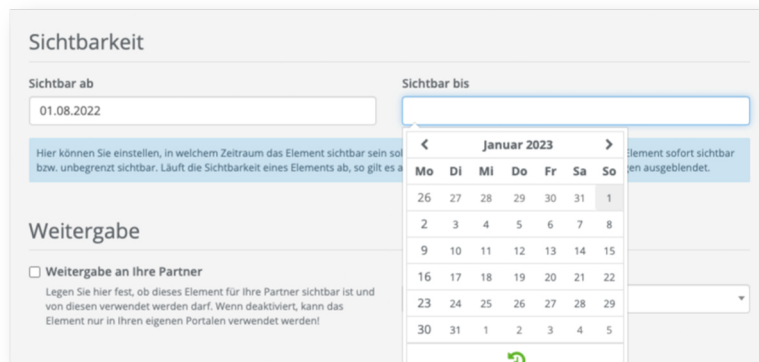 Sichtbarkeit
Sichtbar ab
Sichtbar bis
01.08.2022
Hier können Sie einstellen, in welchem Zeitraum das Element sichtbar sein Element sofort sichtbar
bzw. unbegrenzt sichtbar. Läuft die Sichtbarkeit eines Elements ab, so gilt es ausgeblendet.
Januar 2023
Mo Di Mi Do Fr Sa So
26 27 28 29 30 31 1
2 3 4 5 6 7 8
9 10 11 12 13 14 15
16 17 18 19 20 21 22
23 24 25 26 27 28 29
30 31 1 2 3 4 5
Weitergabe
Weitergabe an Ihre Partner
Legen Sie hier fest, ob dieses Element für Ihre Partner sichtbar ist und
von diesen verwendet werden darf. Wenn deaktiviert, kann das
Element nur in Ihren eigenen Portalen verwendet werden!